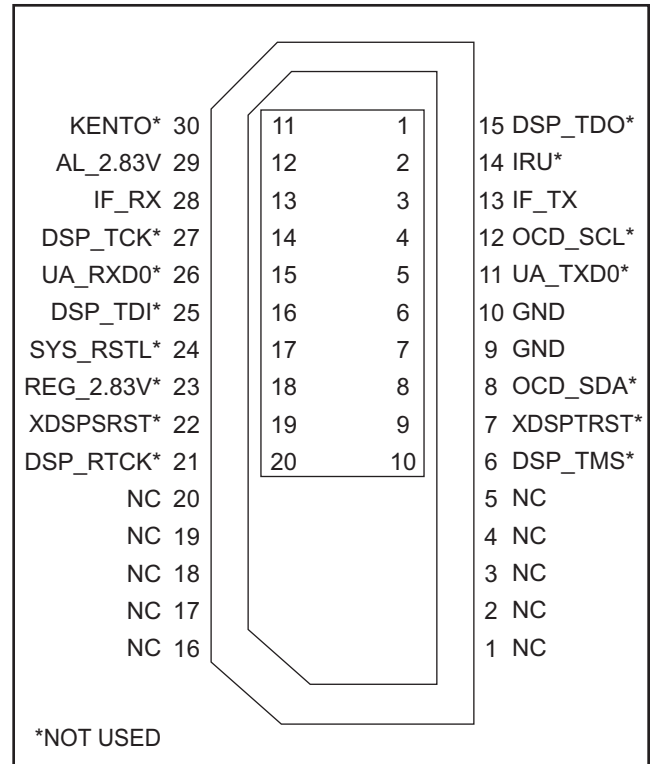 KENTO* 30 11 1 15 DSP_TDO*
AL_2.83V 29 12 2 14 IRU*
IF_RX 28 13 3 13 IF_TX
DSP_TCK* 27 14 4 12 OCD_SCL*
UA_RXD0* 26 15 5 11 UA_TXD0*
DSP_TDI* 25 16 6 10 GND
SYS_RSTL* 24 17 7 9 GND
REG_2.83V* 23 18 8 8 OCD_SDA*
XDSPSRST* 22 19 9 7 XDSPTRST*
DSP_RTCK* 21 20 10 6 DSP_TMS*
NC 20 5 NC
NC 19 4 NC
NC 18 3 NC
NC 17 2 NC
NC 16 1 NC
*NOT USED